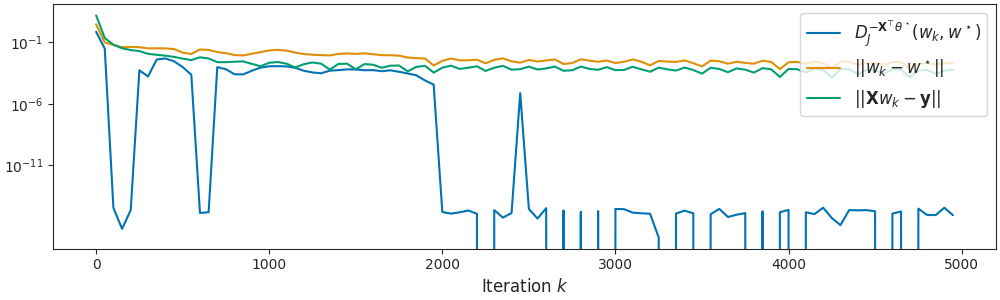 10⁻¹
10⁻⁶
10⁻¹¹
D_J^{-𝐗^⊤θ^⋆}(w_k, w^⋆)
||w_k − w^⋆||
||𝐗w_k − 𝐲||
0 1000 2000 3000 4000 5000
Iteration k